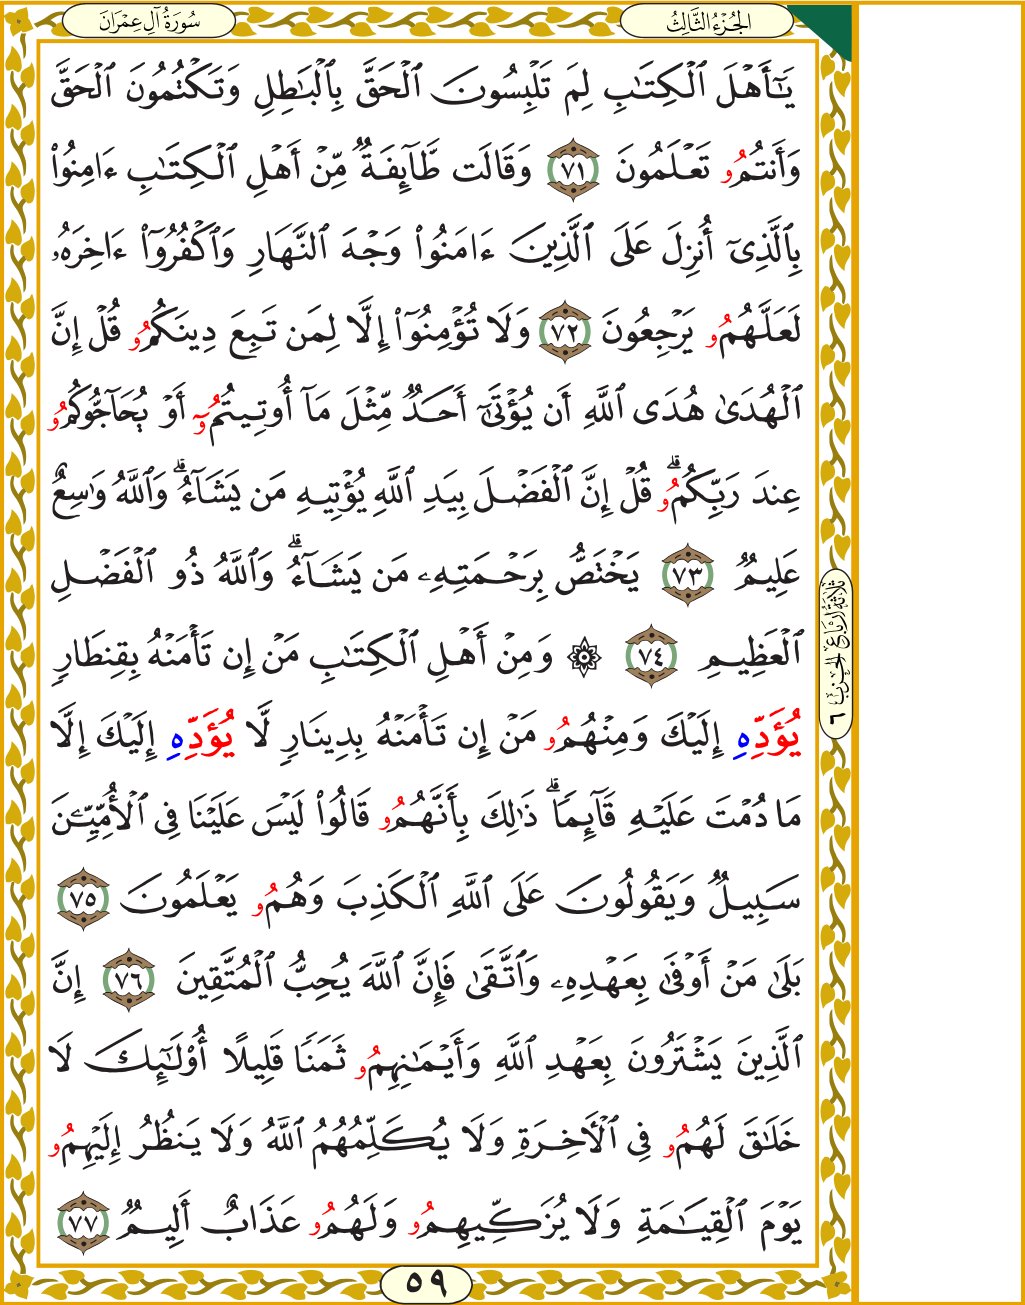 سُورَةُ آلِ عِمْرَانَ
الجُزْءُ الثَّالِثُ
يَٰٓأَهْلَ ٱلْكِتَٰبِ لِمَ تَلْبِسُونَ ٱلْحَقَّ بِٱلْبَٰطِلِ وَتَكْتُمُونَ ٱلْحَقَّ
وَأَنتُمُو تَعْلَمُونَ ٧١ وَقَالَت طَّآئِفَةٌ مِّنْ أَهْلِ ٱلْكِتَٰبِ ءَامِنُوا۟
بِٱلَّذِىٓ أُنزِلَ عَلَى ٱلَّذِينَ ءَامَنُوا۟ وَجْهَ ٱلنَّهَارِ وَٱكْفُرُوٓا۟ ءَاخِرَهُۥ
لَعَلَّهُمُو يَرْجِعُونَ ٧٢ وَلَا تُؤْمِنُوٓا۟ إِلَّا لِمَن تَبِعَ دِينَكُمُو قُلْ إِنَّ
ٱلْهُدَىٰ هُدَى ٱللَّهِ أَن يُؤْتَىٰٓ أَحَدٌ مِّثْلَ مَآ أُوتِيتُمُوٓ أَوْ يُحَآجُّوكُمُو
عِندَ رَبِّكُمُو ۗ قُلْ إِنَّ ٱلْفَضْلَ بِيَدِ ٱللَّهِ يُؤْتِيهِ مَن يَشَآءُ ۗ وَٱللَّهُ وَٰسِعٌ
عَلِيمٌ ٧٣ يَخْتَصُّ بِرَحْمَتِهِۦ مَن يَشَآءُ ۗ وَٱللَّهُ ذُو ٱلْفَضْلِ
ٱلْعَظِيمِ ٧٤ ۞ وَمِنْ أَهْلِ ٱلْكِتَٰبِ مَنْ إِن تَأْمَنْهُ بِقِنطَارٍ
يُؤَدِّهِ إِلَيْكَ وَمِنْهُمُو مَنْ إِن تَأْمَنْهُ بِدِينَارٍ لَّا يُؤَدِّهِ إِلَيْكَ إِلَّا
مَا دُمْتَ عَلَيْهِ قَآئِمًا ۗ ذَٰلِكَ بِأَنَّهُمُو قَالُوا۟ لَيْسَ عَلَيْنَا فِى ٱلْأُمِّيِّـۧنَ
سَبِيلٌ وَيَقُولُونَ عَلَى ٱللَّهِ ٱلْكَذِبَ وَهُمُو يَعْلَمُونَ ٧٥
بَلَىٰ مَنْ أَوْفَىٰ بِعَهْدِهِۦ وَٱتَّقَىٰ فَإِنَّ ٱللَّهَ يُحِبُّ ٱلْمُتَّقِينَ ٧٦ إِنَّ
ٱلَّذِينَ يَشْتَرُونَ بِعَهْدِ ٱللَّهِ وَأَيْمَٰنِهِمُو ثَمَنًا قَلِيلًا أُو۟لَٰٓئِكَ لَا
خَلَٰقَ لَهُمُو فِى ٱلْأَخِرَةِ وَلَا يُكَلِّمُهُمُ ٱللَّهُ وَلَا يَنظُرُ إِلَيْهِمُو
يَوْمَ ٱلْقِيَٰمَةِ وَلَا يُزَكِّيهِمُو وَلَهُمُو عَذَابٌ أَلِيمٌ ٧٧
ثَلَاثَةُ أَرْبَاعِ الحِزْبِ ٦
٥٩